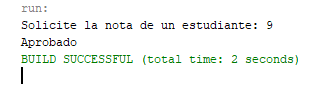 run:
Solicite la nota de un estudiante: 9
Aprobado
BUILD SUCCESSFUL (total time: 2 seconds)